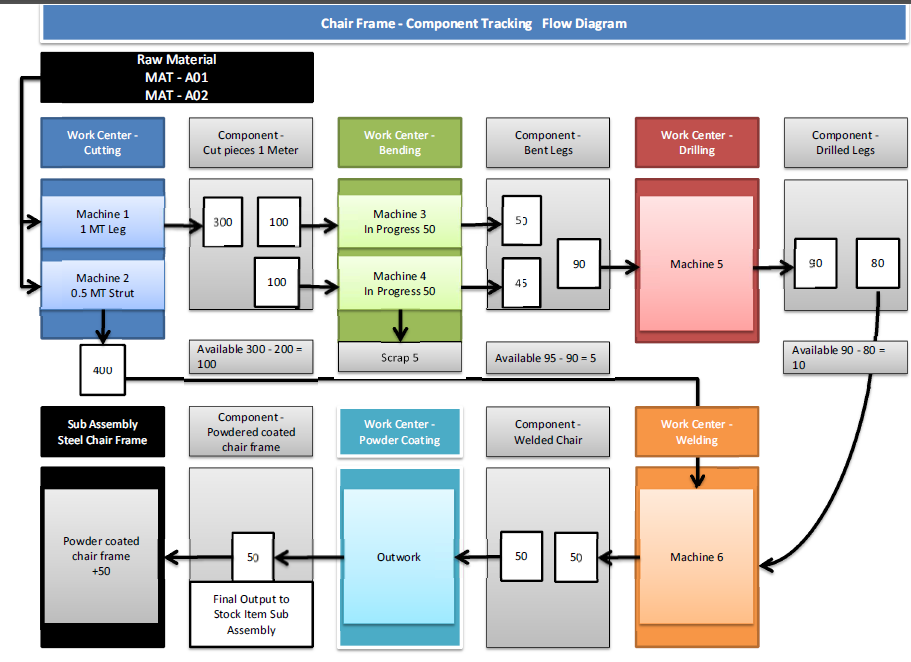 Chair Frame - Component Tracking Flow Diagram
Raw Material
MAT - A01
MAT - A02
Work Center -
Cutting
Component -
Cut pieces 1 Meter
Work Center -
Bending
Component -
Bent Legs
Work Center -
Drilling
Component -
Drilled Legs
Machine 1
1 MT Leg
300
100
Machine 3
In Progress 50
50
90
Machine 5
90
80
Machine 2
0.5 MT Strut
100
Machine 4
In Progress 50
45
400
Available 300 - 200 =
100
Scrap 5
Available 95 - 90 = 5
Available 90 - 80 =
10
Sub Assembly
Steel Chair Frame
Component -
Powdered coated
chair frame
Work Center -
Powder Coating
Component -
Welded Chair
Work Center -
Welding
Powder coated
chair frame
+50
50
Outwork
50
50
Machine 6
Final Output to
Stock Item Sub
Assembly